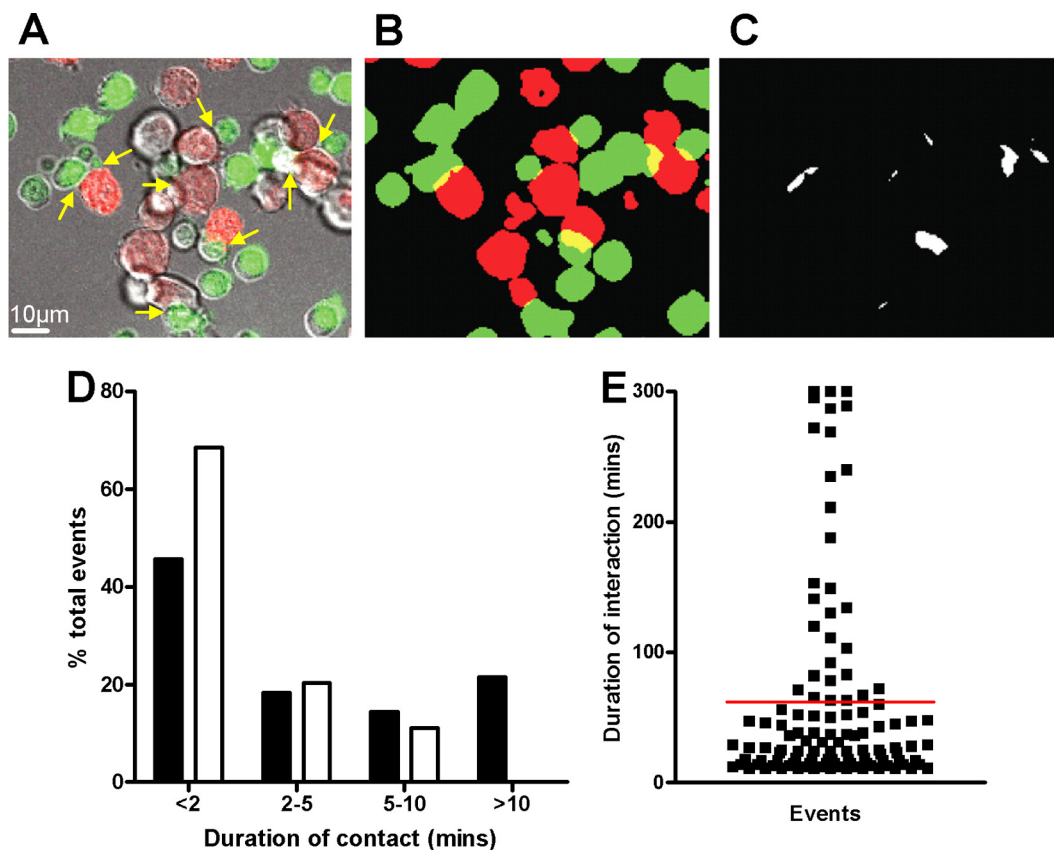 A
B
C
10µm
D
% total events
80
60
40
20
0
<2 2-5 5-10 >10
Duration of contact (mins)
E
Duration of interaction (mins)
300
200
100
0
Events